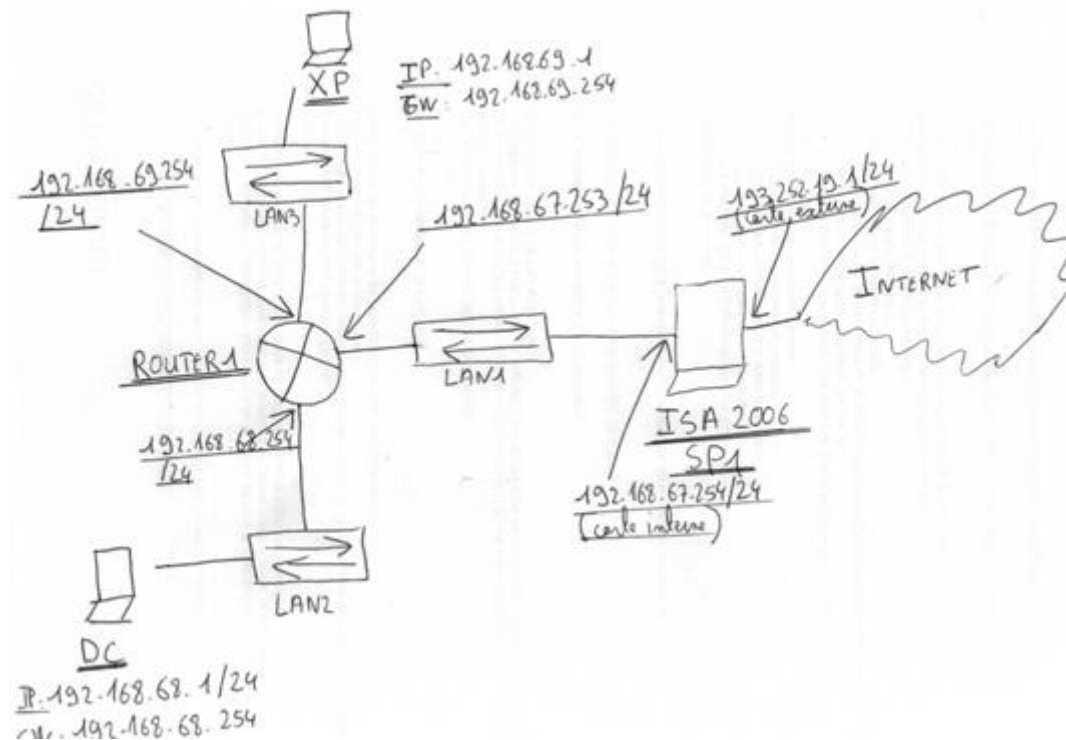 XP
IP: 192.168.69.1
GW: 192.168.69.254
192.168.69.254
/24
LAN3
192.168.67.253/24
193.252.19.1/24
(carte externe)
INTERNET
ROUTER1
LAN1
192.168.68.254
/24
ISA 2006
SP1
192.168.67.254/24
(carte interne)
LAN2
DC
IP: 192.168.68.1/24
GW: 192.168.68.254